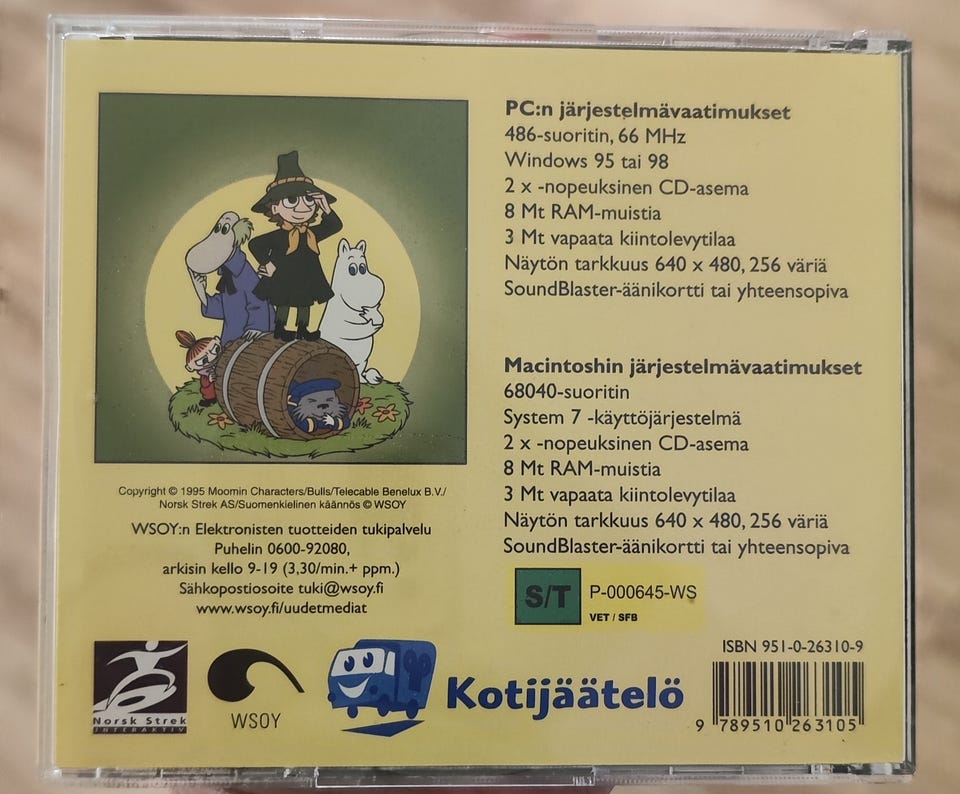 PC:n järjestelmävaatimukset
486-suoritin, 66 MHz
Windows 95 tai 98
2 x -nopeuksinen CD-asema
8 Mt RAM-muistia
3 Mt vapaata kiintolevytilaa
Näytön tarkkuus 640 x 480, 256 väriä
SoundBlaster-äänikortti tai yhteensopiva
Macintoshin järjestelmävaatimukset
68040-suoritin
System 7 -käyttöjärjestelmä
2 x -nopeuksinen CD-asema
8 Mt RAM-muistia
3 Mt vapaata kiintolevytilaa
Näytön tarkkuus 640 x 480, 256 väriä
SoundBlaster-äänikortti tai yhteensopiva
Copyright © 1995 Moomin Characters/Bulls/Telecable Benelux B.V./
Norsk Strek AS/Suomenkielinen käännös © WSOY
WSOY:n Elektronisten tuotteiden tukipalvelu
Puhelin 0600-92080,
arkisin kello 9-19 (3,30/min.+ ppm.)
Sähkopostiosoite tuki@wsoy.fi
www.wsoy.fi/uudetmediat
S/T P-000645-WS
VET / SFB
ISBN 951-0-26310-9
9 789510 263105
Norsk Strek
INTERAKTIV
WSOY
Kotijäätelö